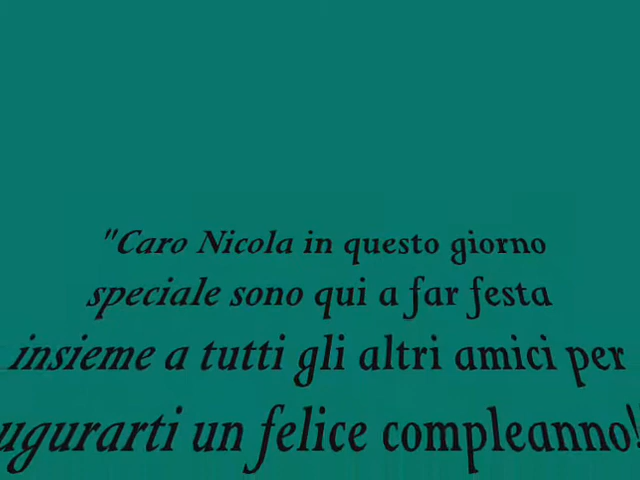 "Caro Nicola in questo giorno
speciale sono qui a far festa
insieme a tutti gli altri amici per
augurarti un felice compleanno!